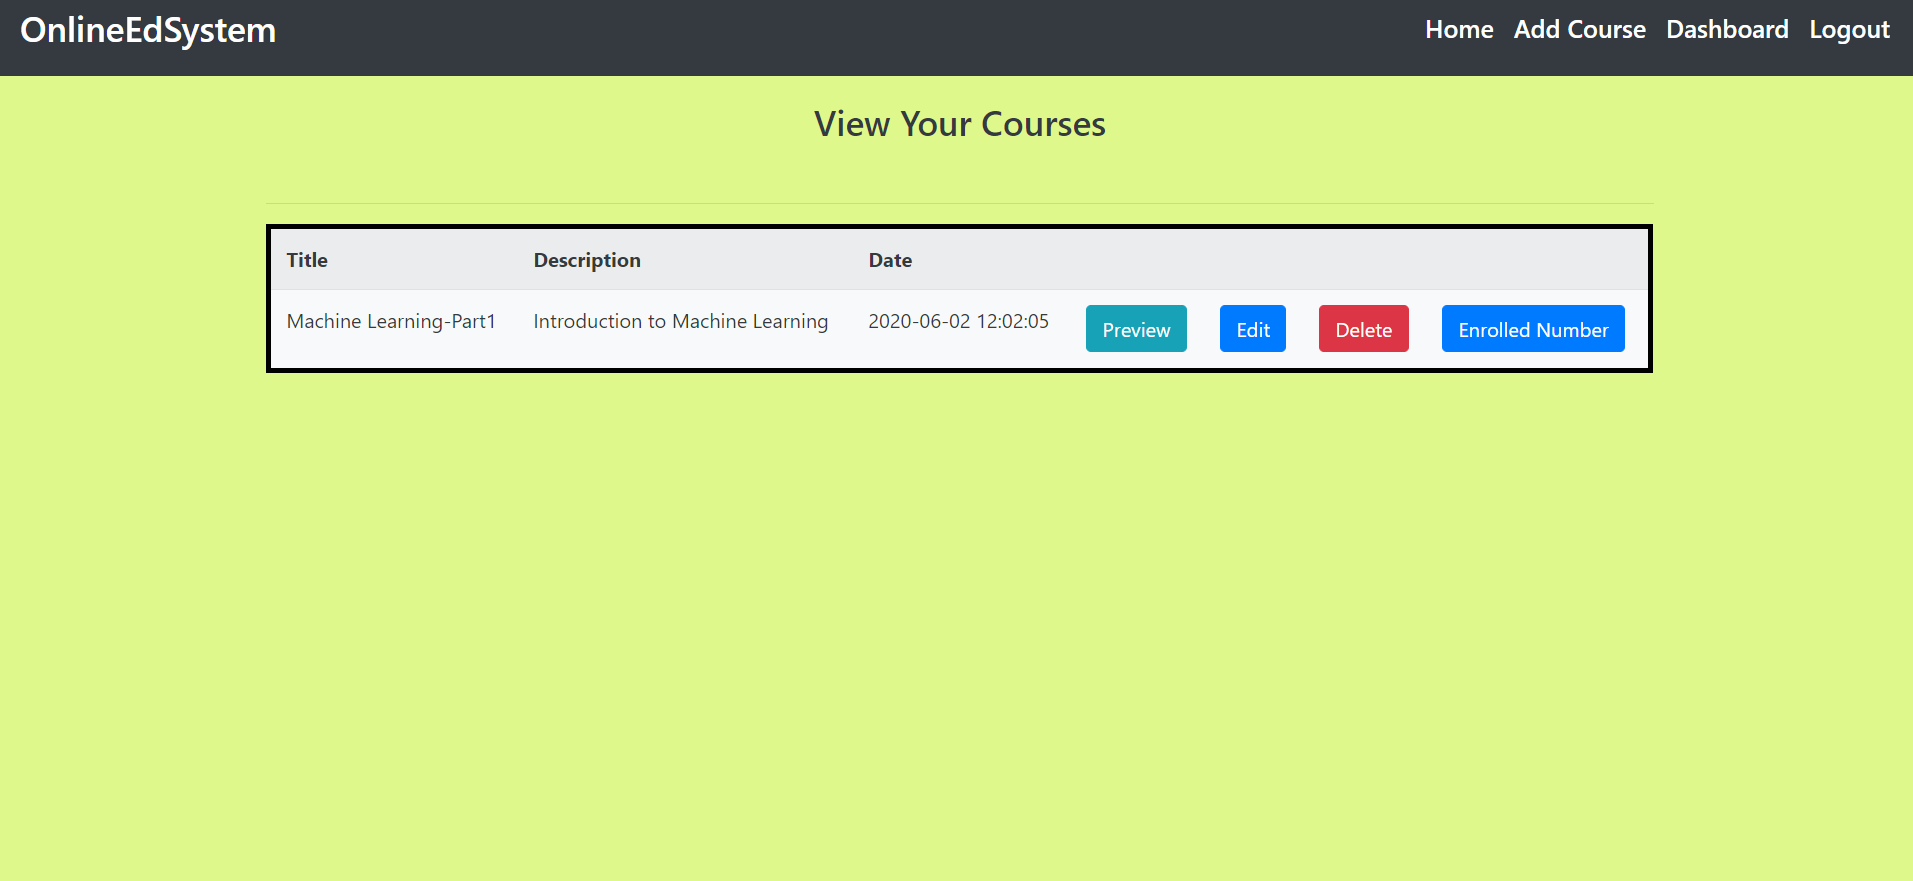 OnlineEdSystem Home Add Course Dashboard Logout
View Your Courses
Title Description Date
Machine Learning-Part1 Introduction to Machine Learning 2020-06-02 12:02:05 Preview Edit Delete Enrolled Number